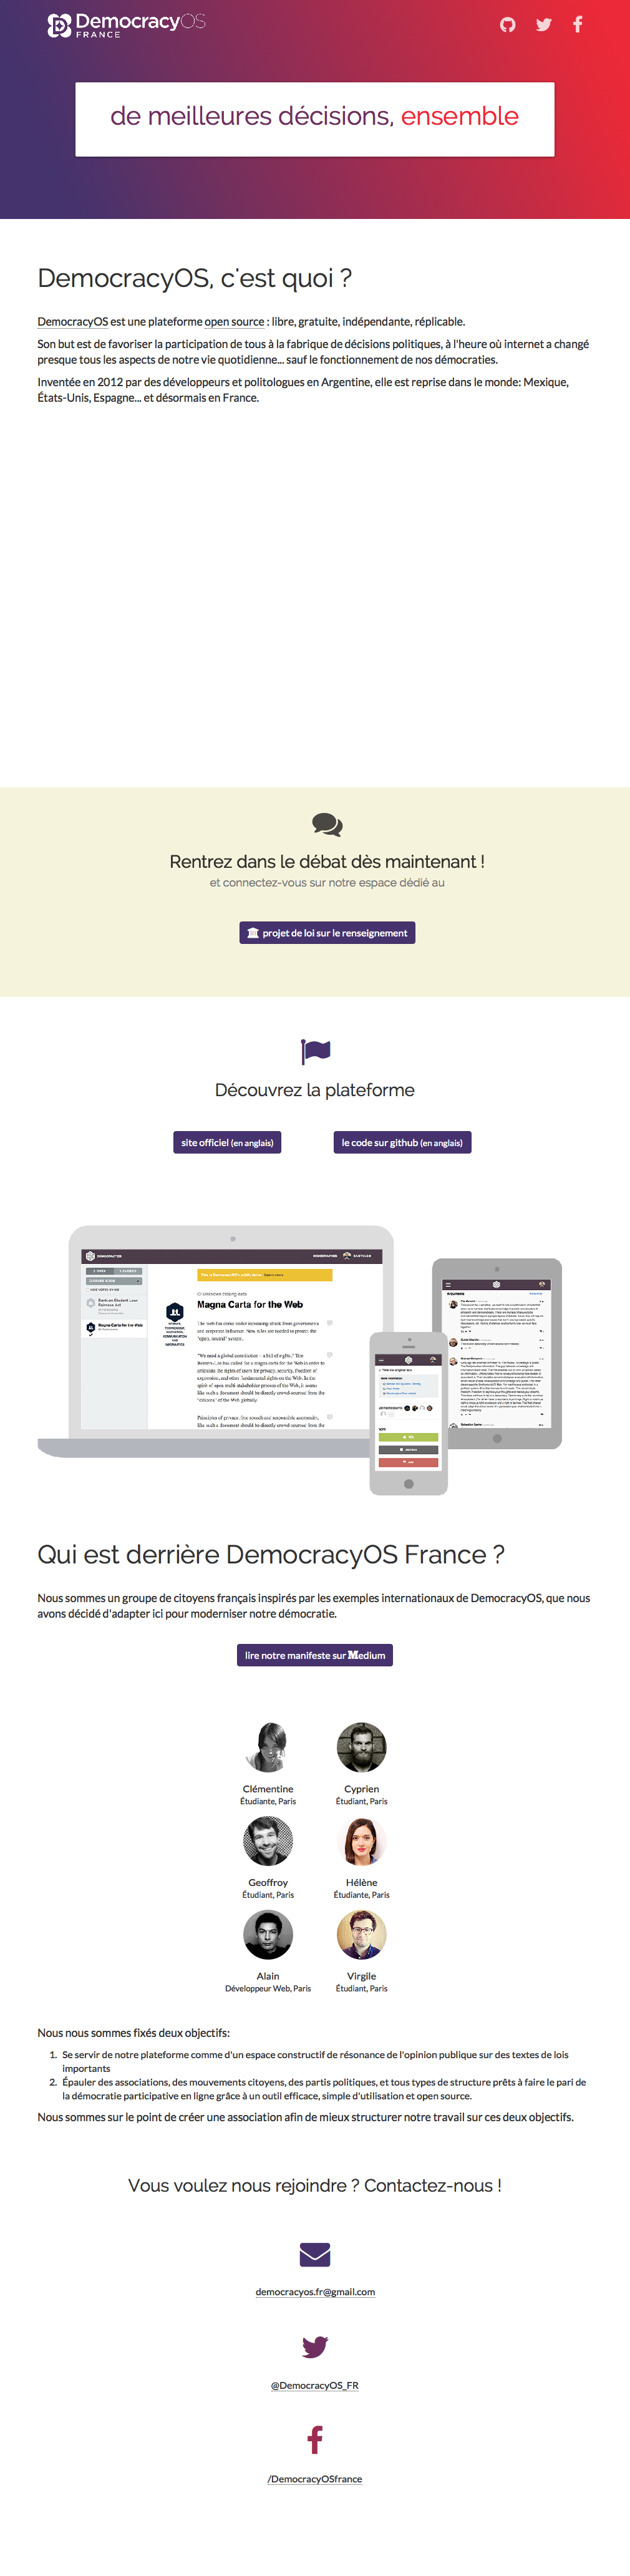 DemocracyOS
FRANCE
de meilleures décisions, ensemble
DemocracyOS, c'est quoi ?
DemocracyOS est une plateforme open source : libre, gratuite, indépendante, réplicable.
Son but est de favoriser la participation de tous à la fabrique de décisions politiques, à l'heure où internet a changé
presque tous les aspects de notre vie quotidienne... sauf le fonctionnement de nos démocraties.
Inventée en 2012 par des développeurs et politologues en Argentine, elle est reprise dans le monde: Mexique,
États-Unis, Espagne... et désormais en France.
Rentrez dans le débat dès maintenant !
et connectez-vous sur notre espace dédié au
projet de loi sur le renseignement
Découvrez la plateforme
site officiel (en anglais)
le code sur github (en anglais)
Magna Carta for the Web
Qui est derrière DemocracyOS France ?
Nous sommes un groupe de citoyens français inspirés par les exemples internationaux de DemocracyOS, que nous
avons décidé d'adapter ici pour moderniser notre démocratie.
lire notre manifeste sur Medium
Clémentine
Étudiante, Paris
Cyprien
Étudiant, Paris
Geoffroy
Étudiant, Paris
Hélène
Étudiante, Paris
Alain
Développeur Web, Paris
Virgile
Étudiant, Paris
Nous nous sommes fixés deux objectifs:
1. Se servir de notre plateforme comme d'un espace constructif de résonance de l'opinion publique sur des textes de lois
importants
2. Épauler des associations, des mouvements citoyens, des partis politiques, et tous types de structure prêts à faire le pari de
la démocratie participative en ligne grâce à un outil efficace, simple d'utilisation et open source.
Nous sommes sur le point de créer une association afin de mieux structurer notre travail sur ces deux objectifs.
Vous voulez nous rejoindre ? Contactez-nous !
democracyos.fr@gmail.com
@DemocracyOS_FR
/DemocracyOSfrance